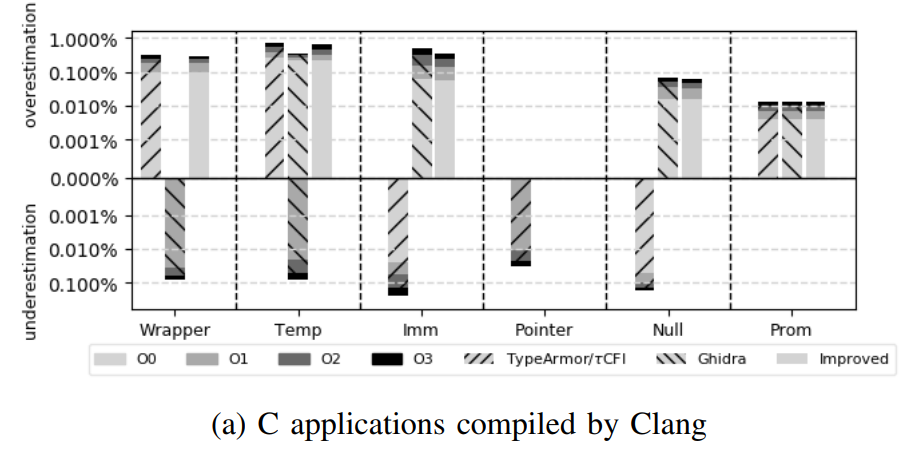 overestimation
1.000%
0.100%
0.010%
0.001%
0.000%
underestimation
0.001%
0.010%
0.100%
Wrapper Temp Imm Pointer Null Prom
O0 O1 O2 O3 TypeArmor/τCFI Ghidra Improved
(a) C applications compiled by Clang